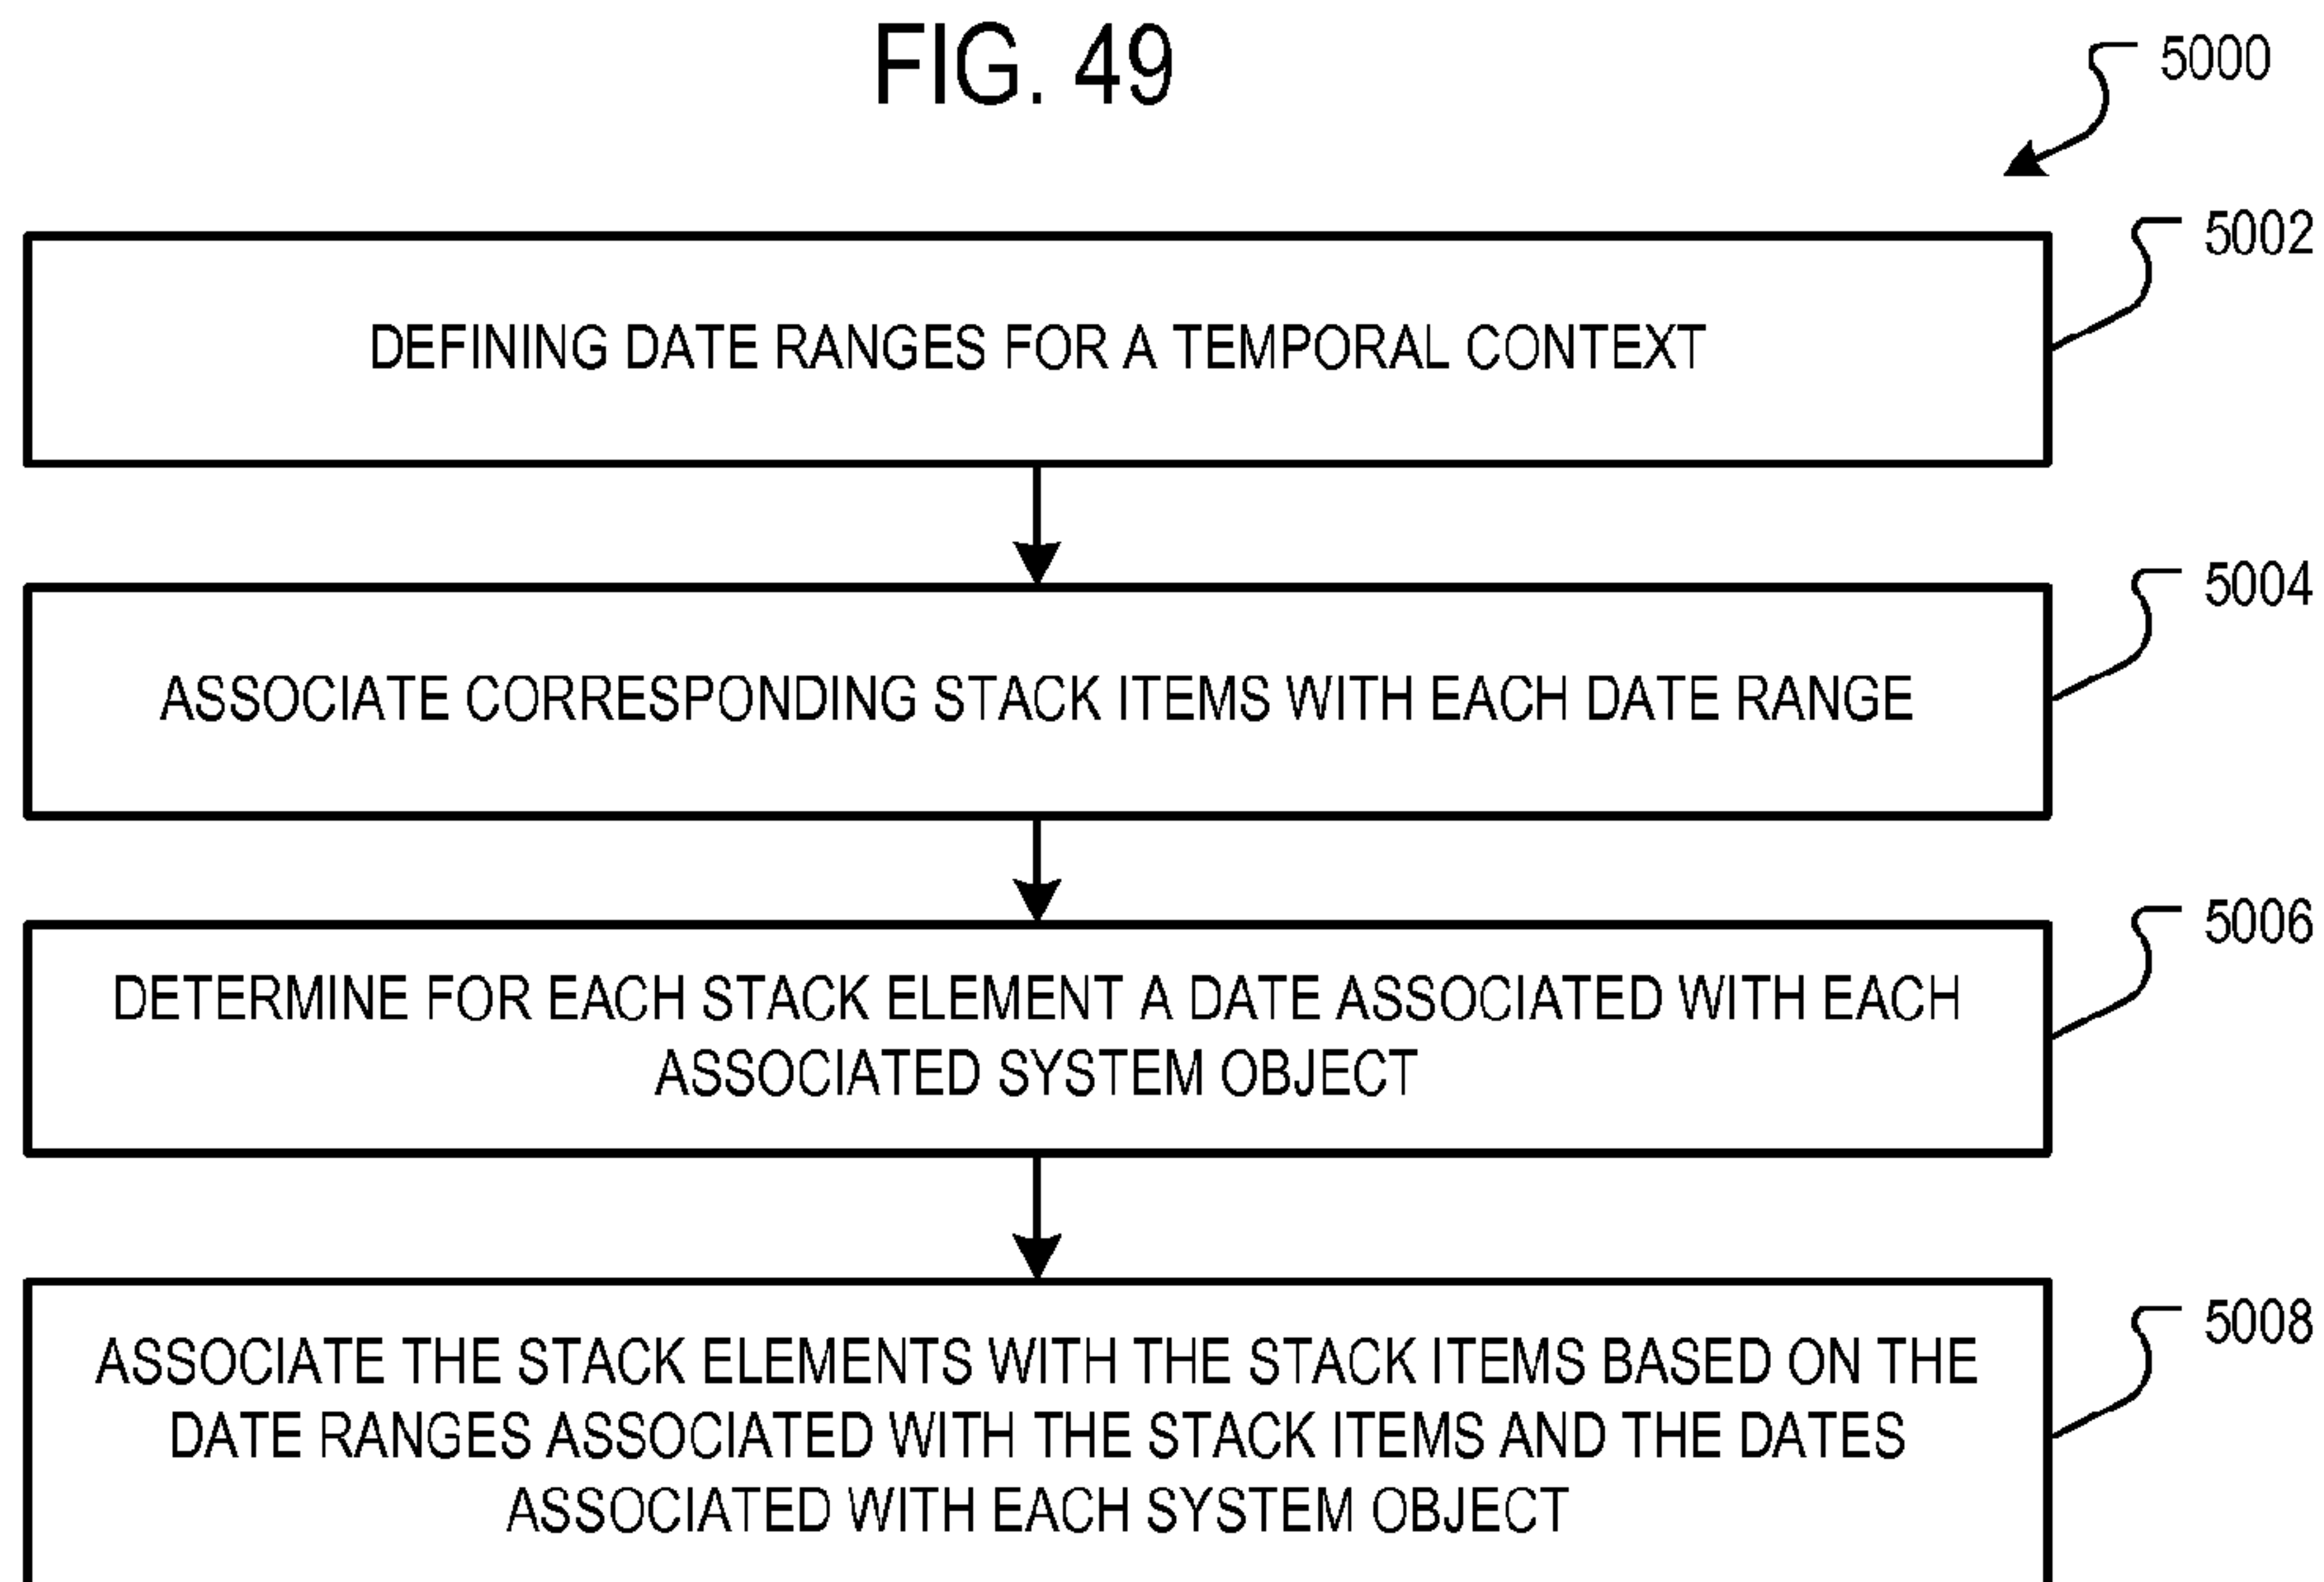 FIG. 49
5000
5002
DEFINING DATE RANGES FOR A TEMPORAL CONTEXT
5004
ASSOCIATE CORRESPONDING STACK ITEMS WITH EACH DATE RANGE
5006
DETERMINE FOR EACH STACK ELEMENT A DATE ASSOCIATED WITH EACH
ASSOCIATED SYSTEM OBJECT
5008
ASSOCIATE THE STACK ELEMENTS WITH THE STACK ITEMS BASED ON THE
DATE RANGES ASSOCIATED WITH THE STACK ITEMS AND THE DATES
ASSOCIATED WITH EACH SYSTEM OBJECT